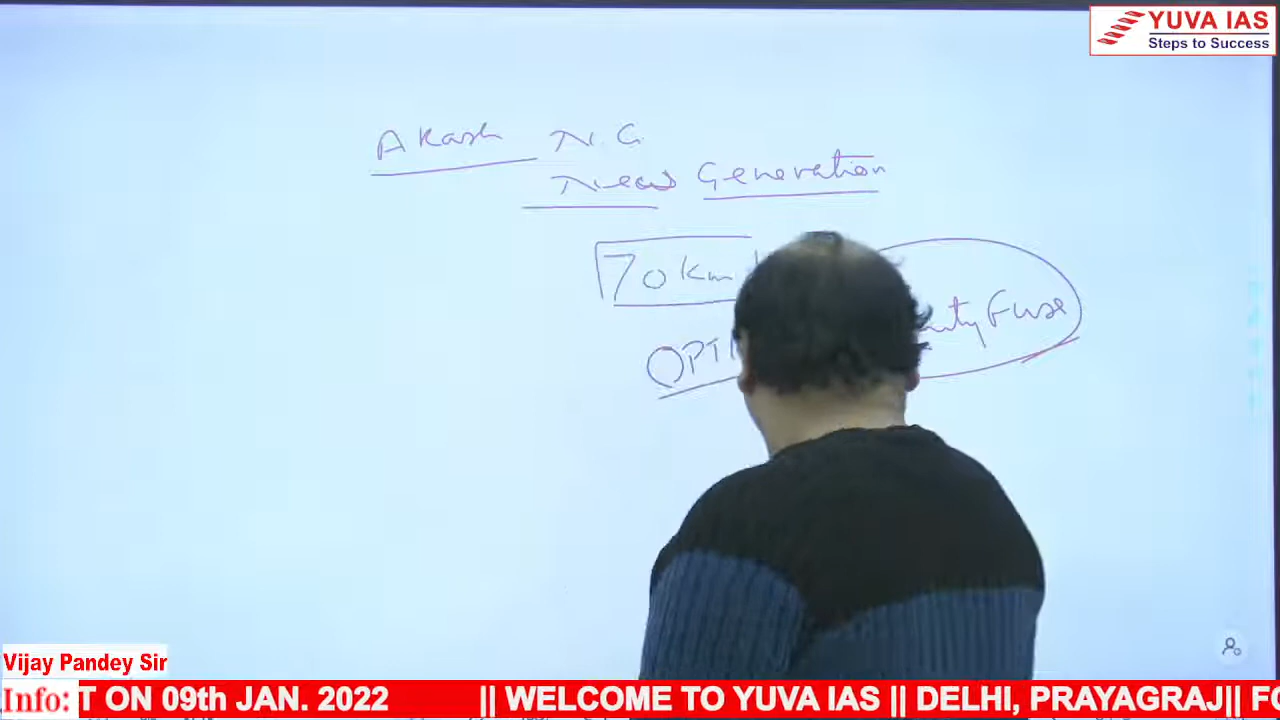 YUVA IAS
Steps to Success
Akash N.G
New Generation
70 km
OPTI
Fuse
Vijay Pandey Sir
Info: T ON 09th JAN. 2022 || WELCOME TO YUVA IAS || DELHI, PRAYAGRAJ|| FO